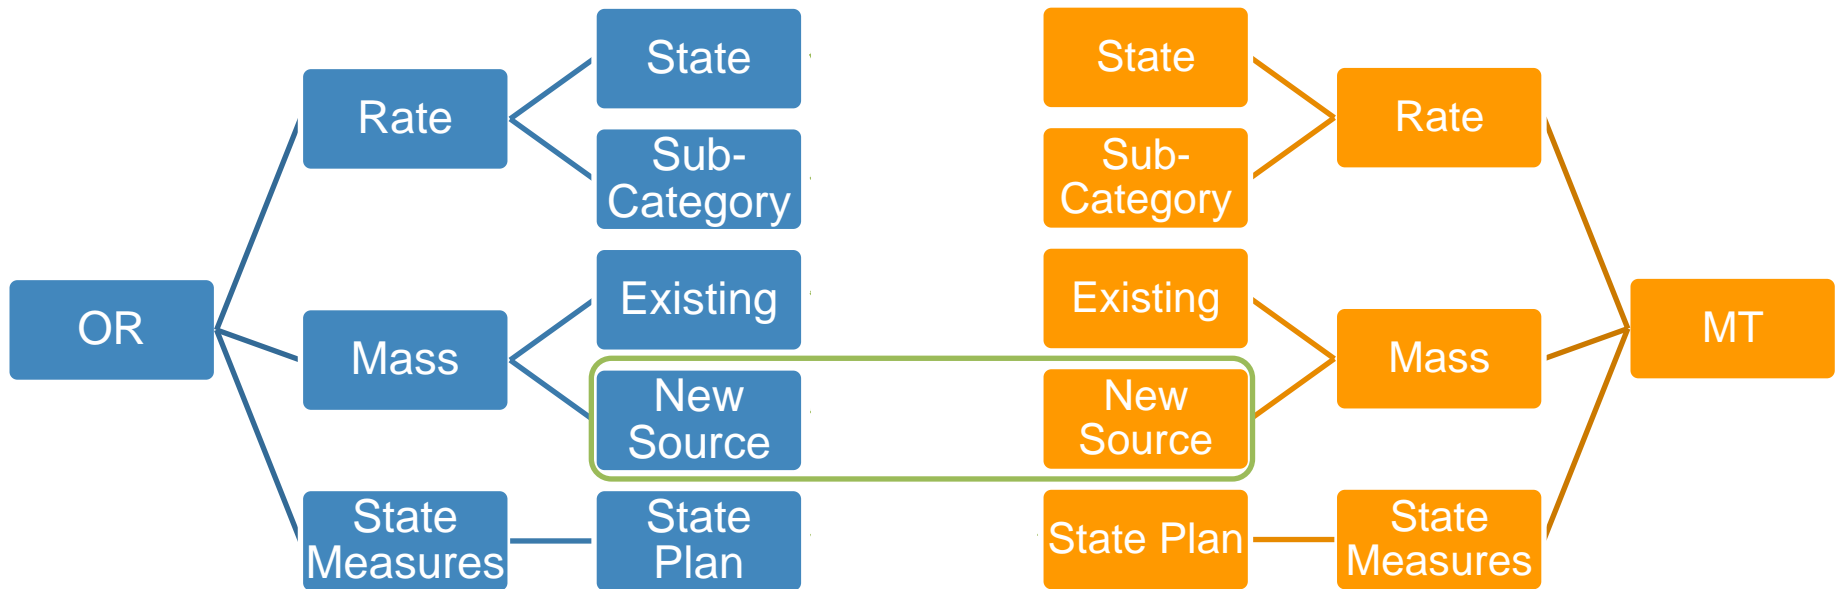 OR
Rate
Mass
State
Measures
State
Sub-
Category
Existing
New
Source
State
Plan
State
Sub-
Category
Existing
New
Source
State Plan
Rate
Mass
State
Measures
MT